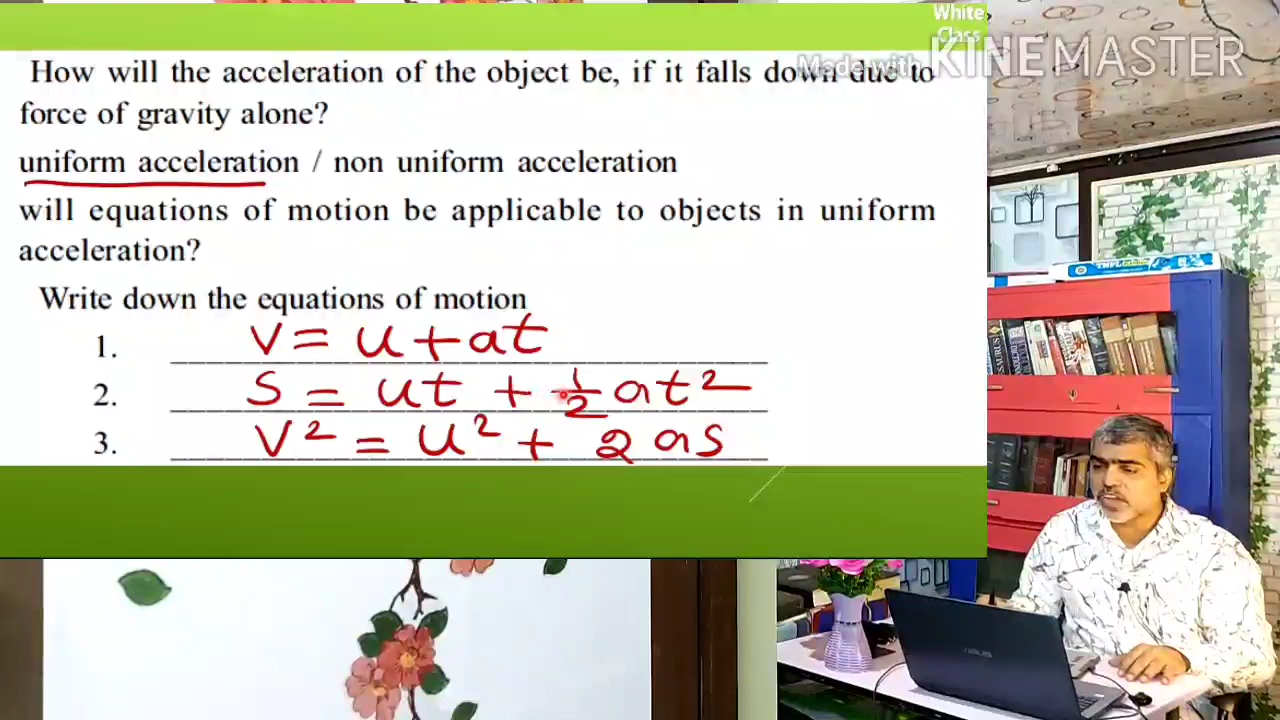 White
Class
Made with KINEMASTER
How will the acceleration of the object be, if it falls down due to
force of gravity alone?
uniform acceleration / non uniform acceleration
will equations of motion be applicable to objects in uniform
acceleration?
Write down the equations of motion
1. V = u + at
2. S = ut + 1/2 at²
3. V² = u² + 2as
ASUS